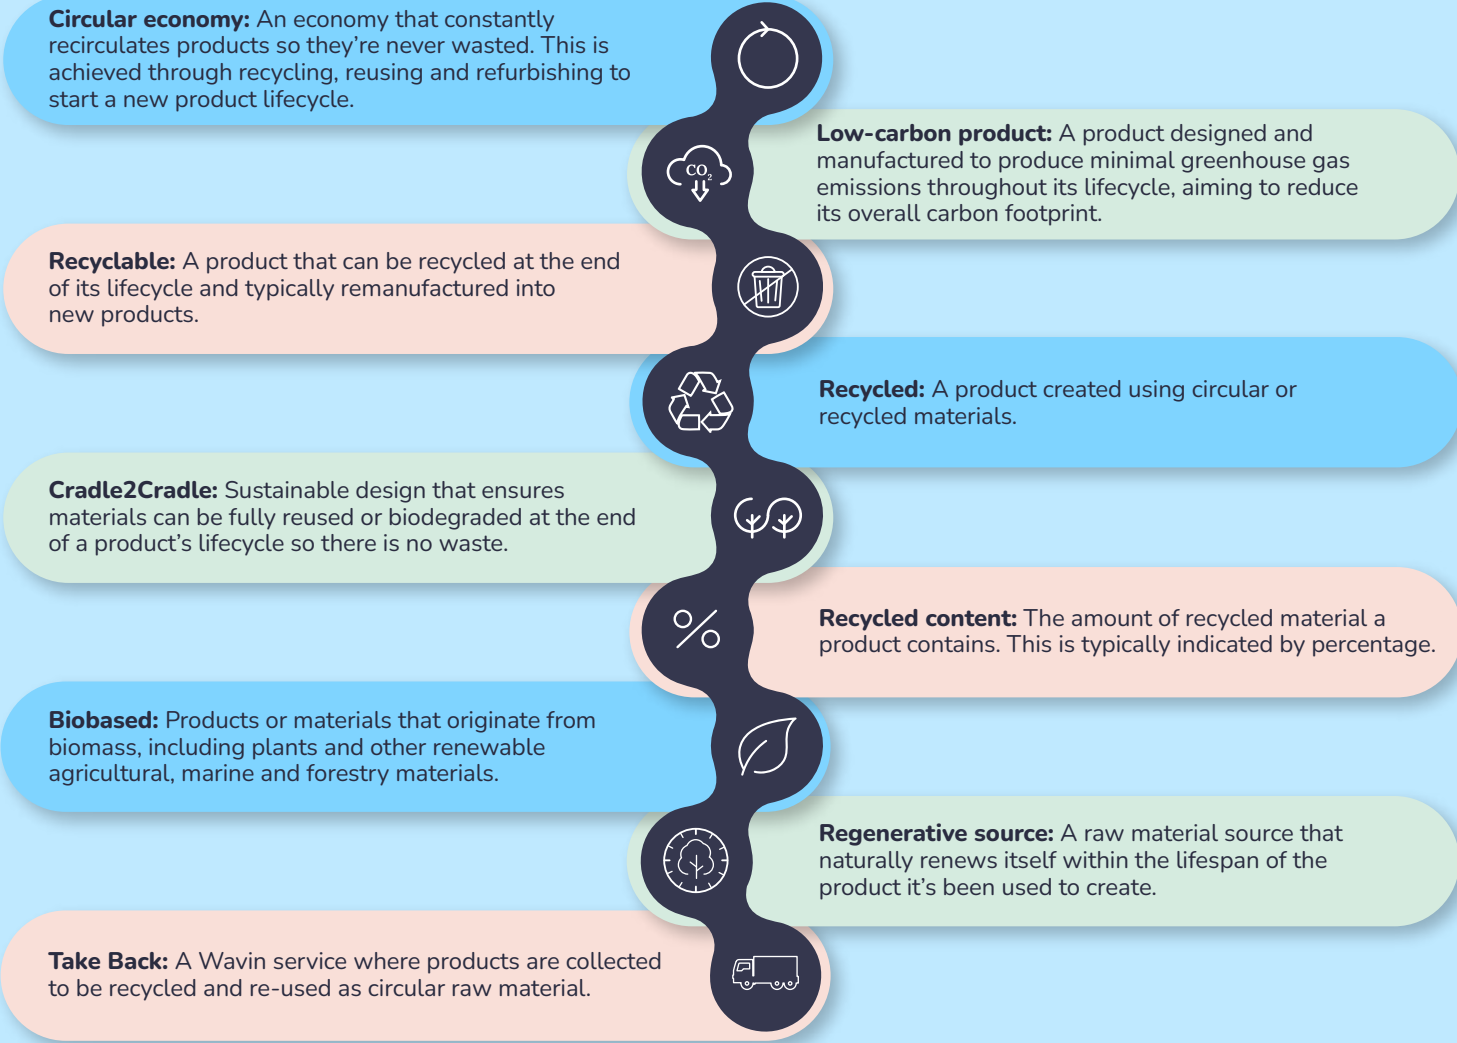 Circular economy: An economy that constantly
recirculates products so they’re never wasted. This is
achieved through recycling, reusing and refurbishing to
start a new product lifecycle.
CO2
Low-carbon product: A product designed and
manufactured to produce minimal greenhouse gas
emissions throughout its lifecycle, aiming to reduce
its overall carbon footprint.
Recyclable: A product that can be recycled at the end
of its lifecycle and typically remanufactured into
new products.
Recycled: A product created using circular or
recycled materials.
Cradle2Cradle: Sustainable design that ensures
materials can be fully reused or biodegraded at the end
of a product’s lifecycle so there is no waste.
%
Recycled content: The amount of recycled material a
product contains. This is typically indicated by percentage.
Biobased: Products or materials that originate from
biomass, including plants and other renewable
agricultural, marine and forestry materials.
Regenerative source: A raw material source that
naturally renews itself within the lifespan of the
product it’s been used to create.
Take Back: A Wavin service where products are collected
to be recycled and re-used as circular raw material.